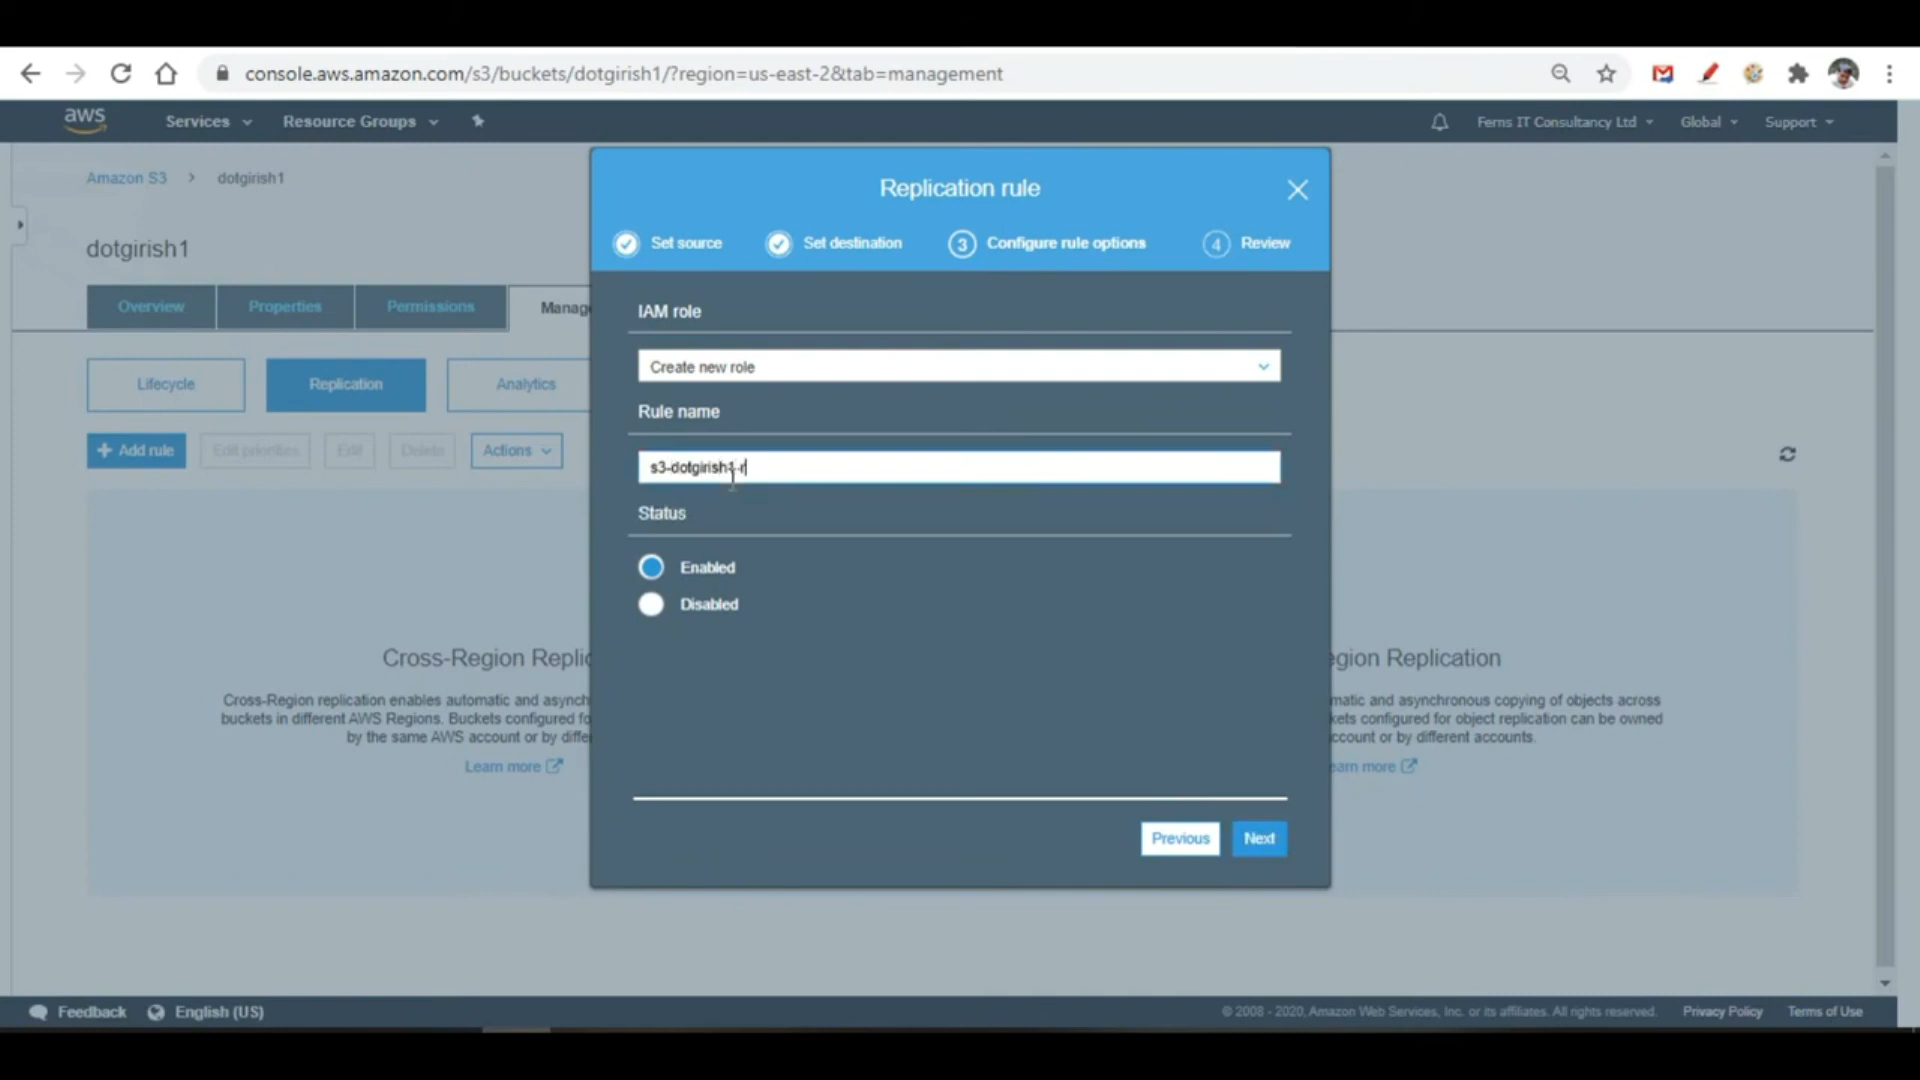 console.aws.amazon.com/s3/buckets/dotgirish1/?region=us-east-2&tab=management
aws
Services
Resource Groups
Ferns IT Consultancy Ltd
Global
Support
Amazon S3 > dotgirish1
dotgirish1
Overview
Properties
Permissions
Manag
Lifecycle
Replication
Analytics
+ Add rule
Edit priorities
Edit
Delete
Actions
Replication rule
Set source
Set destination
3 Configure rule options
4 Review
IAM role
Create new role
Rule name
s3-dotgirish1-r
Status
Enabled
Disabled
Previous
Next
Cross-Region Replic
Cross-Region replication enables automatic and asynch
buckets in different AWS Regions. Buckets configured fo
by the same AWS account or by differ
Learn more
egion Replication
matic and asynchronous copying of objects across
kets configured for object replication can be owned
ccount or by different accounts.
earn more
Feedback
English (US)
© 2008 - 2020, Amazon Web Services, Inc. or its affiliates. All rights reserved.
Privacy Policy
Terms of Use